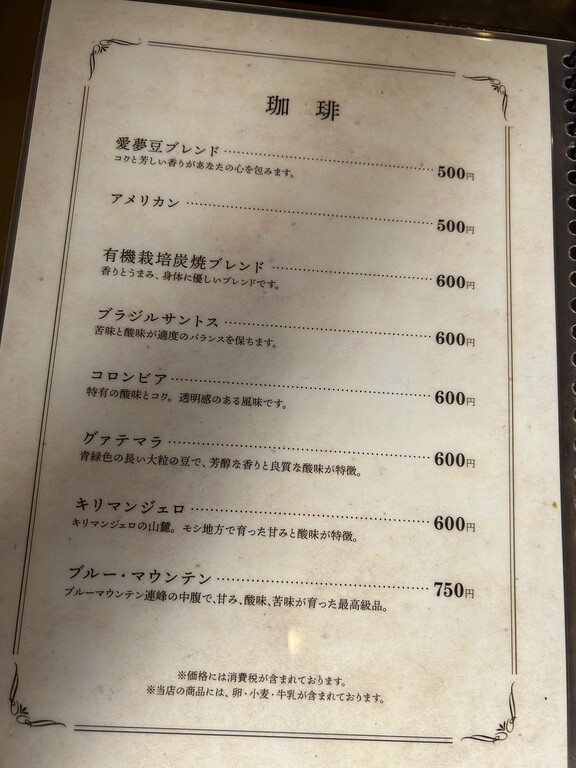 珈琲
愛夢豆ブレンド 500円
コクと芳しい香りがあなたの心を包みます。
アメリカン 500円
有機栽培炭焼ブレンド 600円
香りとうまみ、身体に優しいブレンドです。
ブラジルサントス 600円
苦味と酸味が適度のバランスを保ちます。
コロンビア 600円
特有の酸味とコク。透明感のある風味です。
グァテマラ 600円
青緑色の長い大粒の豆で、芳醇な香りと良質な酸味が特徴。
キリマンジェロ 600円
キリマンジェロの山麓。モシ地方で育った甘みと酸味が特徴。
ブルー・マウンテン 750円
ブルーマウンテン連峰の中腹で、甘み、酸味、苦味が育った最高級品。
※価格には消費税が含まれております。
※当店の商品には、卵・小麦・牛乳が含まれております。